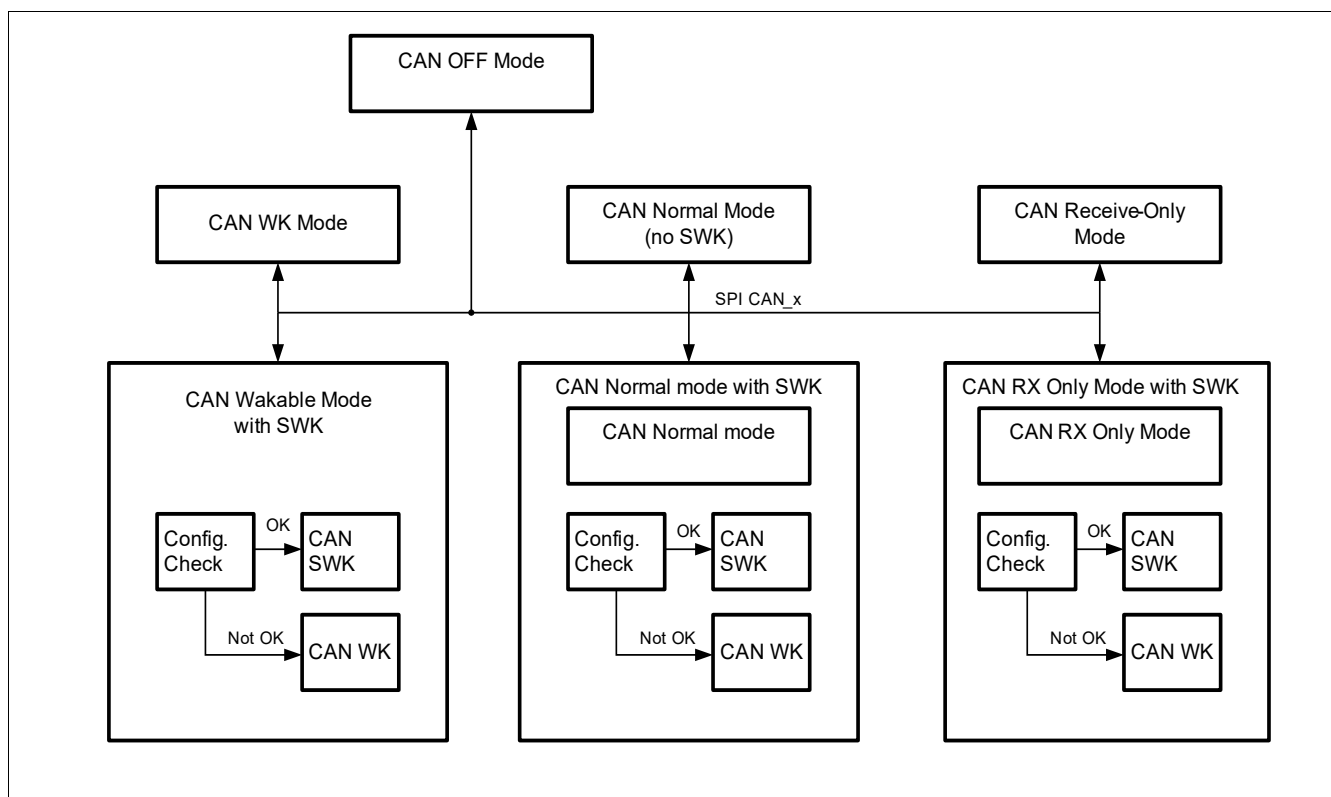 CAN OFF Mode
CAN WK Mode
CAN Normal Mode
(no SWK)
CAN Receive-Only
Mode
SPI CAN_x
CAN Wakable Mode
with SWK
Config.
Check
OK
CAN
SWK
Not OK
CAN WK
CAN Normal mode with SWK
CAN Normal mode
Config.
Check
OK
CAN
SWK
Not OK
CAN WK
CAN RX Only Mode with SWK
CAN RX Only Mode
Config.
Check
OK
CAN
SWK
Not OK
CAN WK